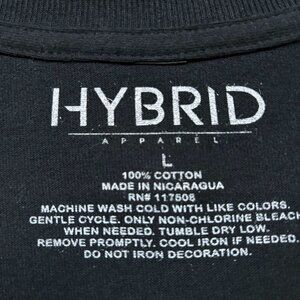 HYBRID
APPAREL
L
100% COTTON
MADE IN NICARAGUA
RN# 117508
MACHINE WASH COLD WITH LIKE COLORS.
GENTLE CYCLE. ONLY NON-CHLORINE BLEACH
WHEN NEEDED. TUMBLE DRY LOW.
REMOVE PROMPTLY. COOL IRON IF NEEDED.
DO NOT IRON DECORATION.